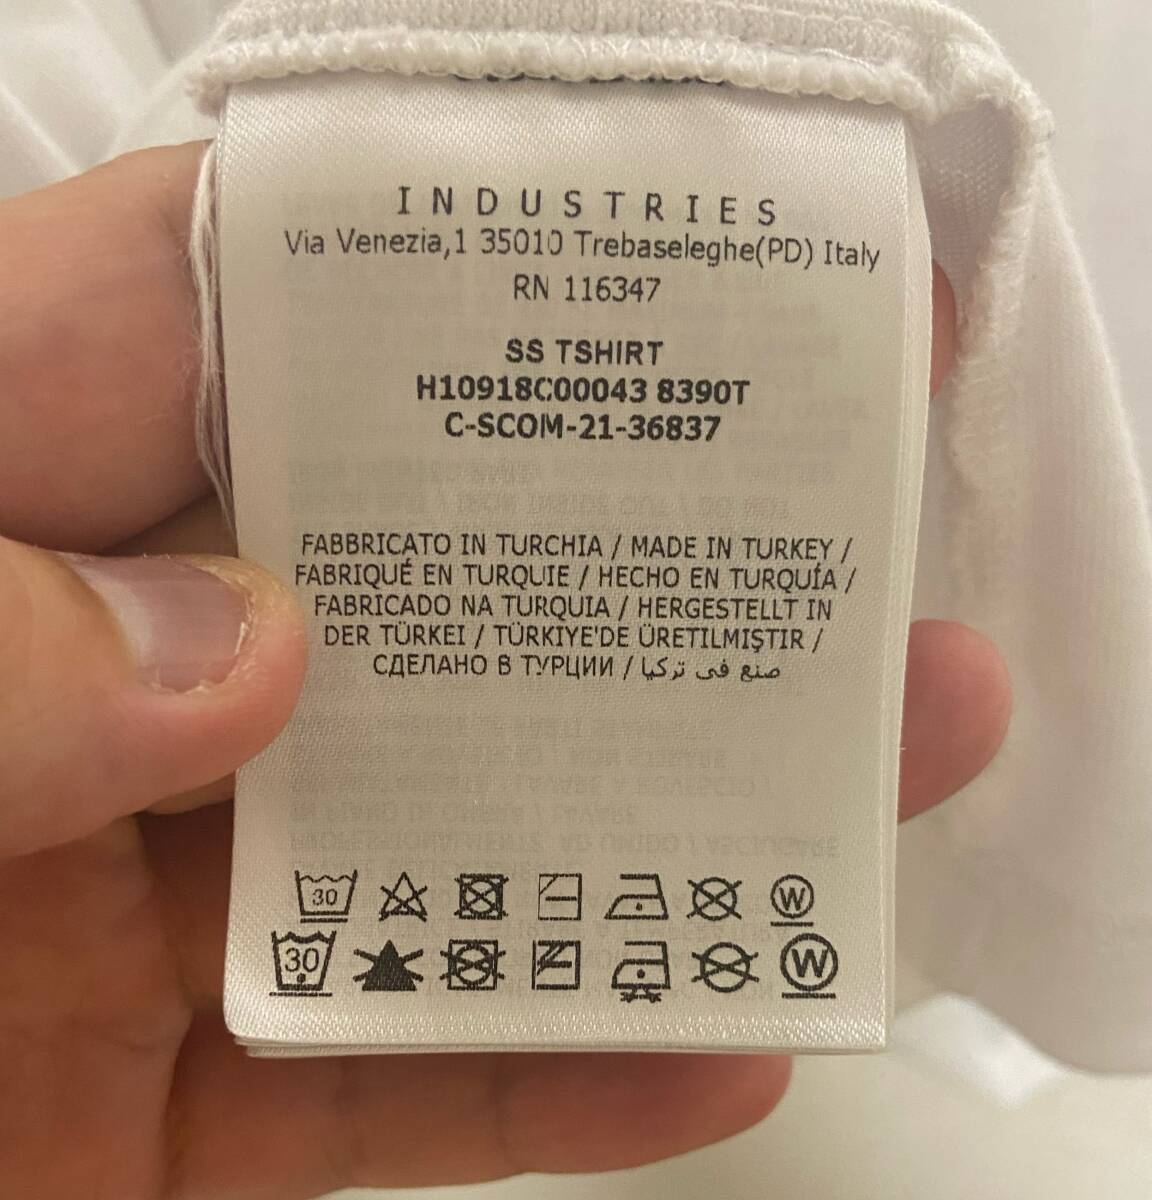 INDUSTRIES
Via Venezia,1 35010 Trebaseleghe(PD) Italy
RN 116347
SS TSHIRT
H10918C00043 8390T
C-SCOM-21-36837
FABBRICATO IN TURCHIA / MADE IN TURKEY /
FABRIQUÉ EN TURQUIE / HECHO EN TURQUÍA /
FABRICADO NA TURQUIA / HERGESTELLT IN
DER TÜRKEI / TÜRKIYE'DE ÜRETILMIŞTIR /
СДЕЛАНО В ТУРЦИИ / صنع في تركيا
30 W
30 W